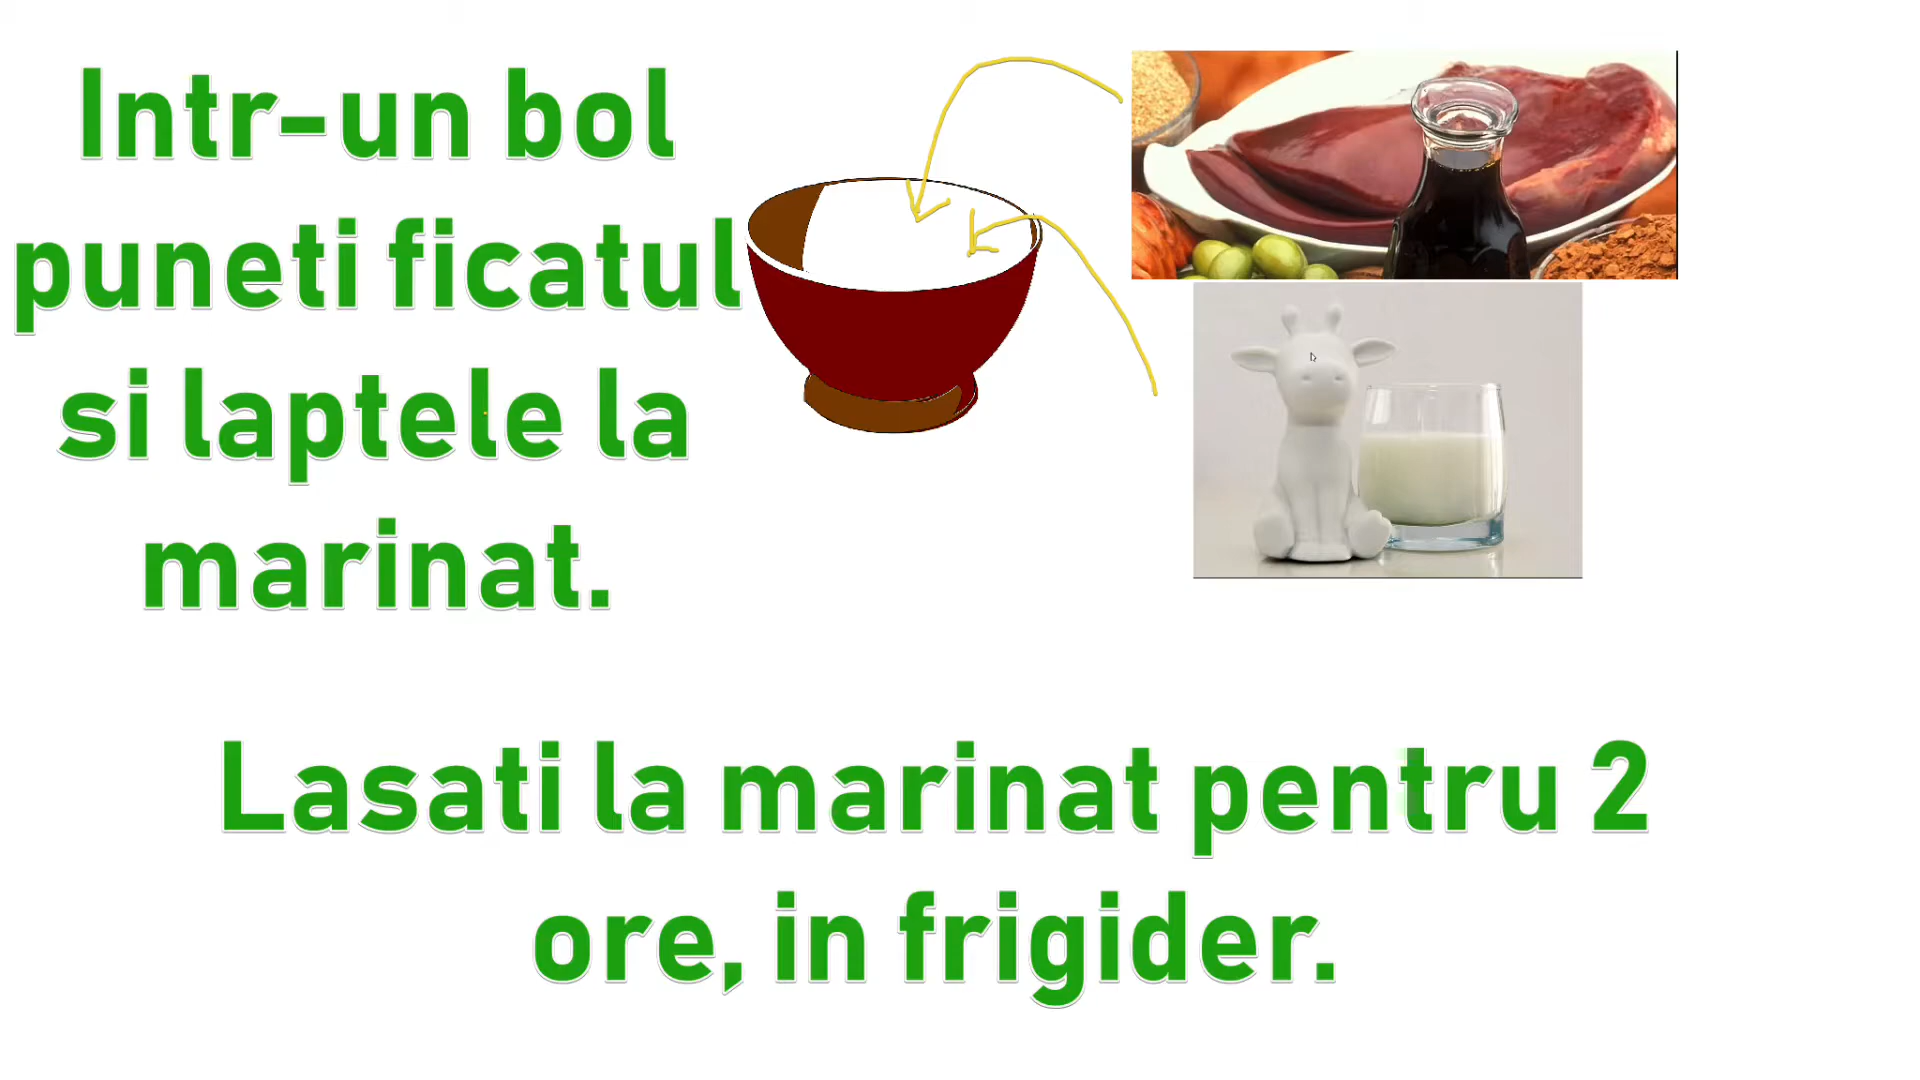 Intr-un bol
puneti ficatul
si laptele la
marinat.
Lasati la marinat pentru 2
ore, in frigider.